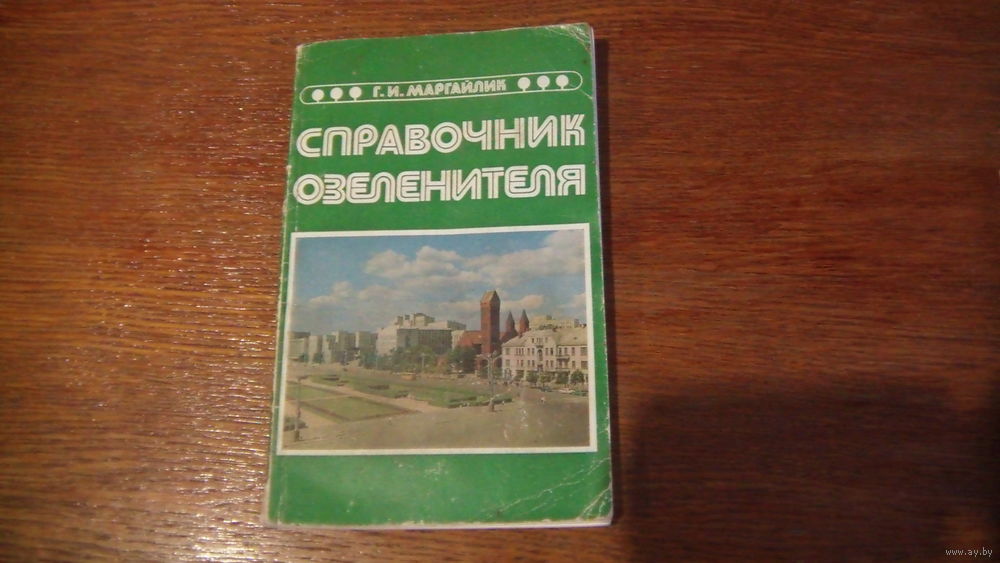 Г. И. МАРГАЙЛИК
СПРАВОЧНИК
ОЗЕЛЕНИТЕЛЯ
www.ay.by